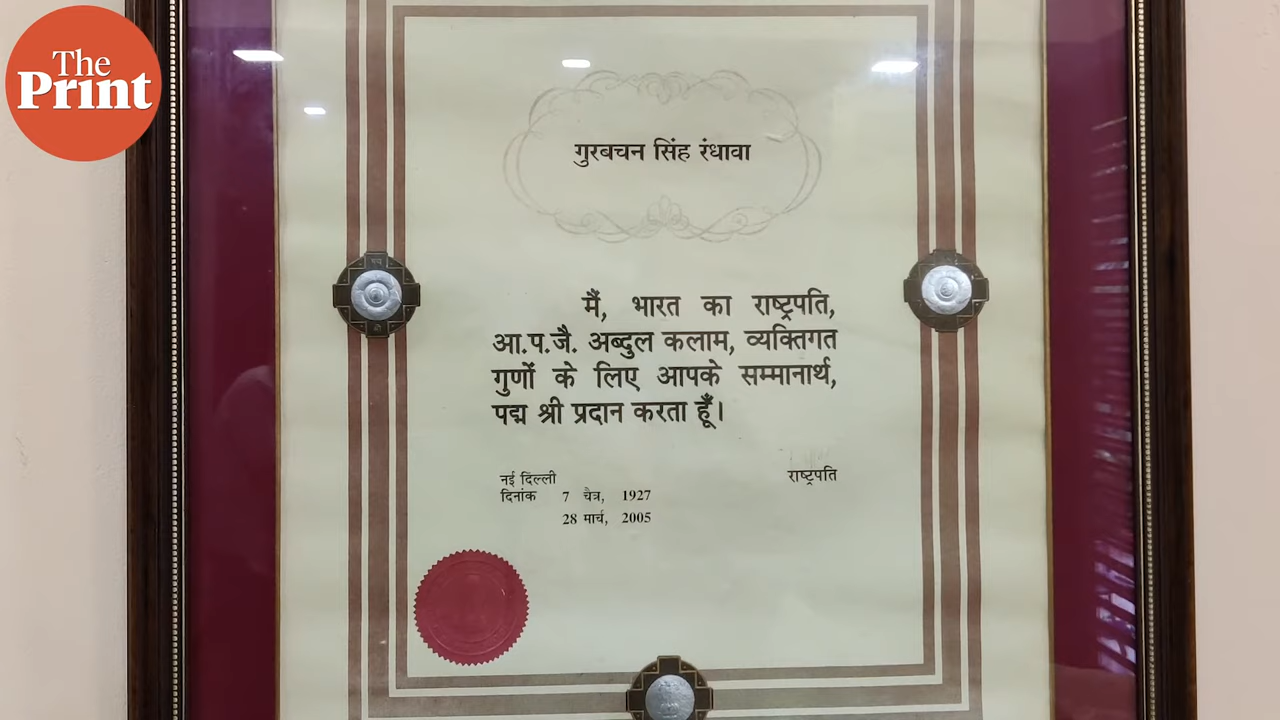 The
Print
गुरबचन सिंह रंधावा
मैं, भारत का राष्ट्रपति,
आ.प.जै. अब्दुल कलाम, व्यक्तिगत
गुणों के लिए आपके सम्मानार्थ,
पद्म श्री प्रदान करता हूँ।
नई दिल्ली
राष्ट्रपति
दिनांक 7 चैत्र, 1927
28 मार्च, 2005